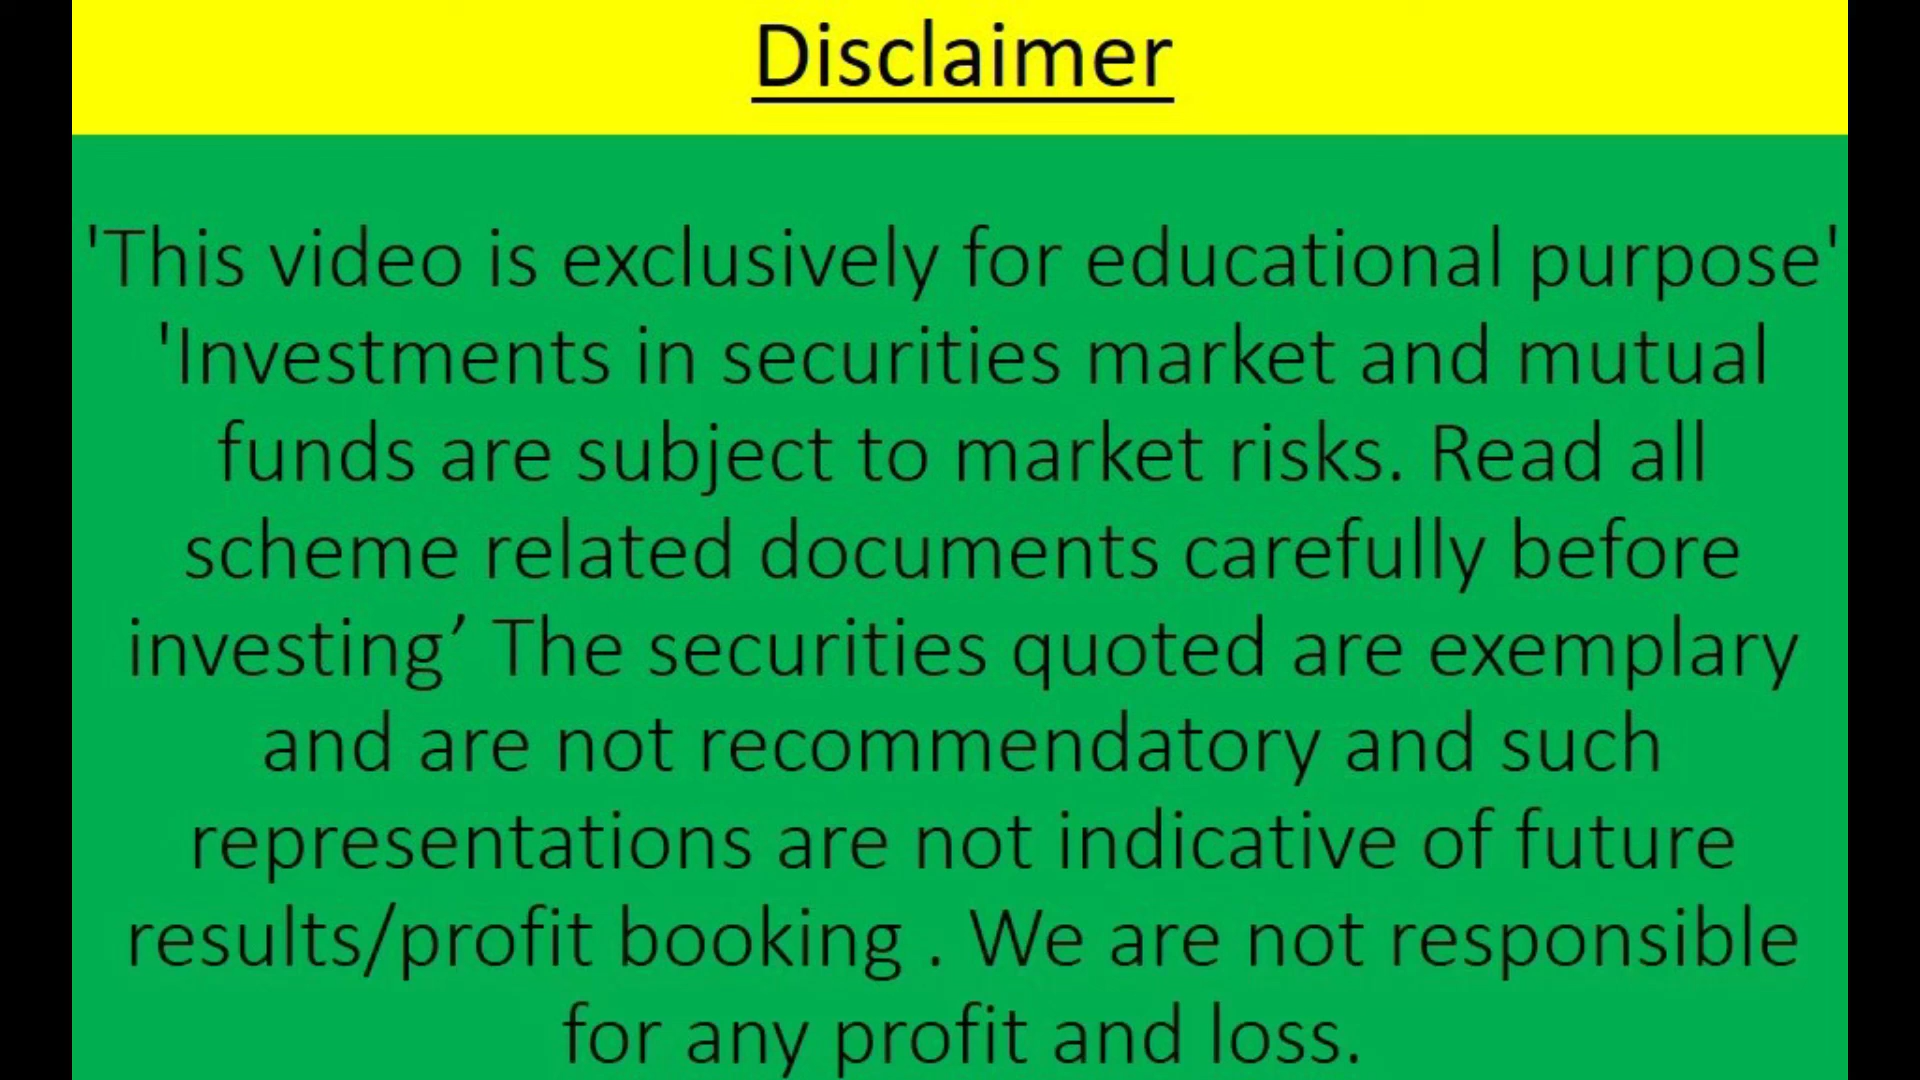 Disclaimer
'This video is exclusively for educational purpose'
'Investments in securities market and mutual
funds are subject to market risks. Read all
scheme related documents carefully before
investing’ The securities quoted are exemplary
and are not recommendatory and such
representations are not indicative of future
results/profit booking . We are not responsible
for any profit and loss.